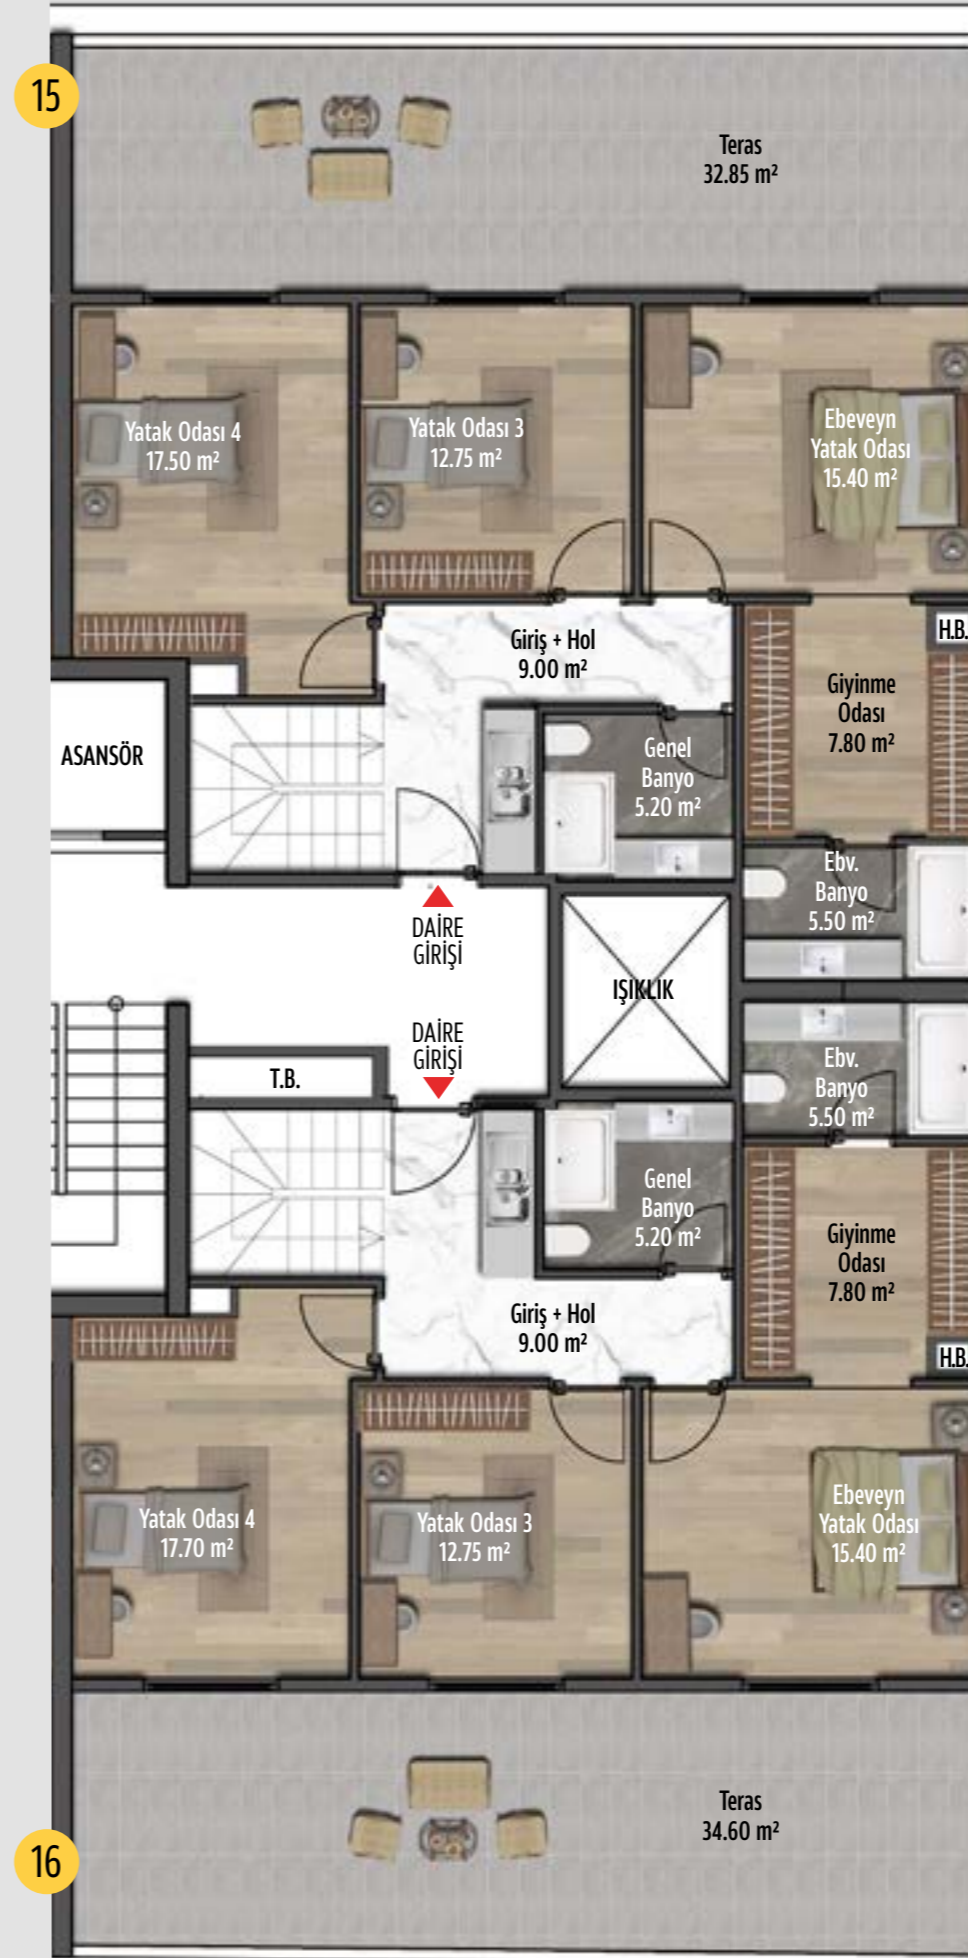 15
Teras
32.85 m²
Yatak Odası 4
17.50 m²
Yatak Odası 3
12.75 m²
Ebeveyn
Yatak Odası
15.40 m²
Giriş + Hol
9.00 m²
H.B.
Giyinme
Odası
7.80 m²
ASANSÖR
Genel
Banyo
5.20 m²
Ebv.
Banyo
5.50 m²
DAİRE
GİRİŞİ
IŞIKLIK
DAİRE
GİRİŞİ
T.B.
Ebv.
Banyo
5.50 m²
Genel
Banyo
5.20 m²
Giyinme
Odası
7.80 m²
Giriş + Hol
9.00 m²
H.B.
Yatak Odası 4
17.70 m²
Yatak Odası 3
12.75 m²
Ebeveyn
Yatak Odası
15.40 m²
Teras
34.60 m²
16